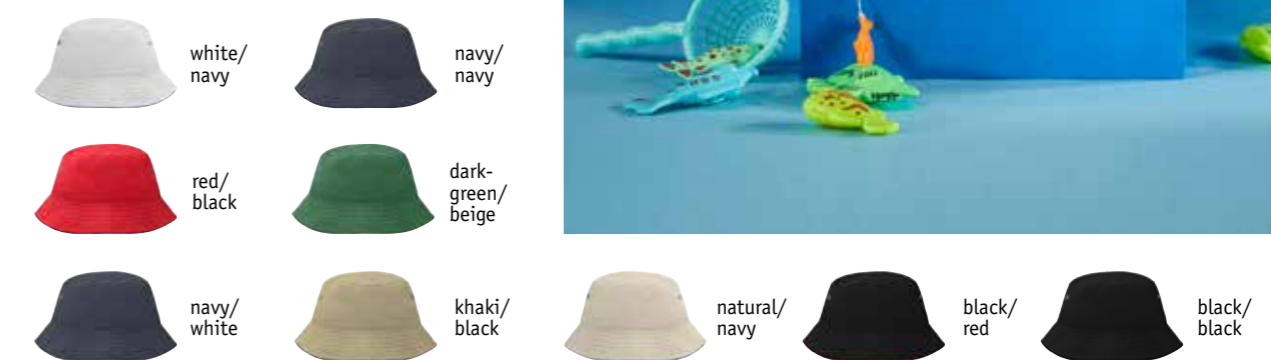 white/
navy
navy/
navy
red/
black
dark-
green/
beige
navy/
white
khaki/
black
natural/
navy
black/
red
black/
black